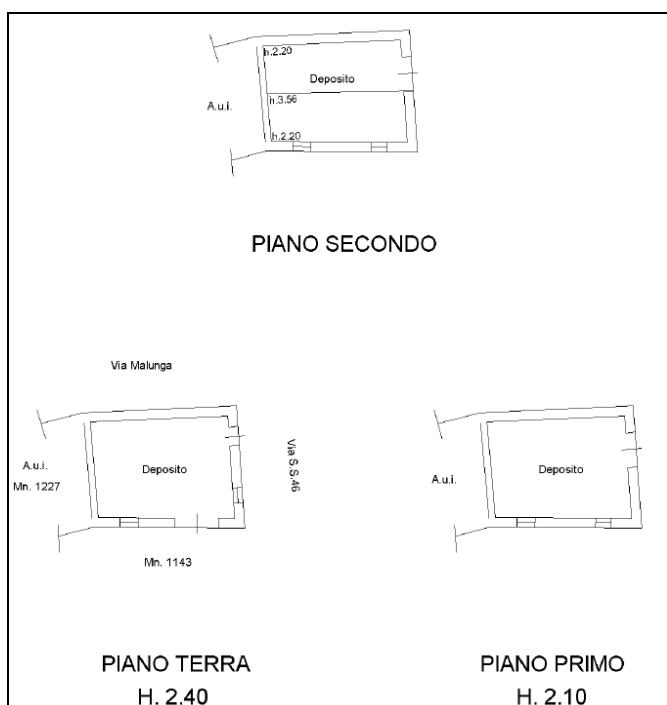 h.2.20
Deposito
h.3.56
A.u.i.
h.2.20
PIANO SECONDO
Via Malunga
A.u.i.
Mn. 1227
Deposito
Via S.S.46
Mn. 1143
PIANO TERRA
H. 2.40
A.u.i.
Deposito
PIANO PRIMO
H. 2.10